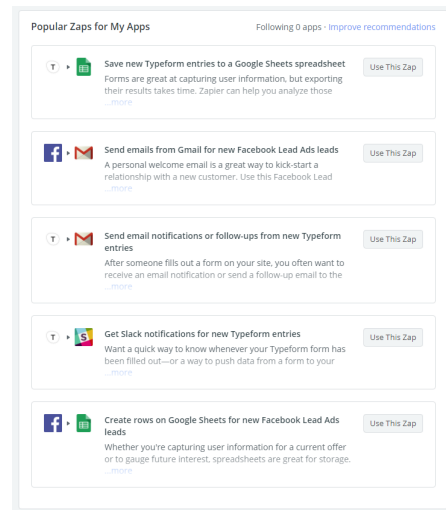 Popular Zaps for My Apps
Following 0 apps · Improve recommendations
T
Save new Typeform entries to a Google Sheets spreadsheet
Use This Zap
Forms are great at capturing user information, but exporting
their results takes time. Zapier can help you analyze those
...more
Send emails from Gmail for new Facebook Lead Ads leads
Use This Zap
A personal welcome email is a great way to kick-start a
relationship with a new customer. Use this Facebook Lead
...more
T
Send email notifications or follow-ups from new Typeform
entries
Use This Zap
After someone fills out a form on your site, you often want to
receive an email notification or send a follow-up email to the
...more
T
Get Slack notifications for new Typeform entries
Use This Zap
Want a quick way to know whenever your Typeform form has
been filled out—or a way to push data from a form to your
...more
Create rows on Google Sheets for new Facebook Lead Ads
leads
Use This Zap
Whether you're capturing user information for a current offer
or to gauge future interest, spreadsheets are great for storage.
...more